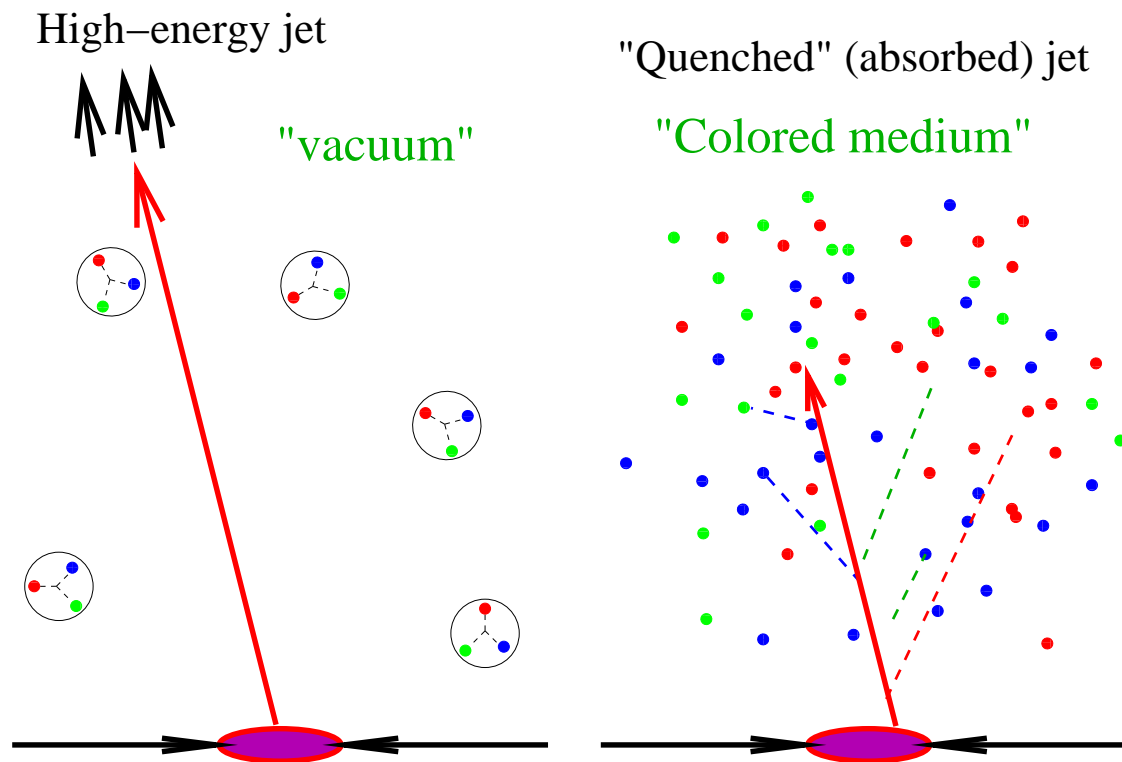 High−energy jet
"vacuum"
"Quenched" (absorbed) jet
"Colored medium"